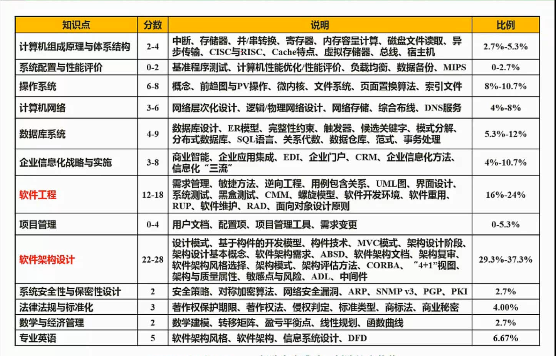 知识点 分数 说明 比例
计算机组成原理与体系结构 2-4 中断、存储器、并/串转换、寄存器、内存容量计算、磁盘文件读取、异
步传输、CISC与RISC、Cache特点、虚拟存储器、总线、宿主机 2.7%-5.3%
系统配置与性能评价 0-2 基准程序测试、计算机性能优化/性能评价、负载均衡、数据备份、MIPS 0-2.7%
操作系统 6-8 概念、前趋图与PV操作、微内核、文件系统、页面置换算法、索引文件 8%-10.7%
计算机网络 3-6 网络层次化设计、逻辑/物理网络设计、网络存储、综合布线、DNS服务 4%-8%
数据库系统 4-9 数据库设计、ER模型、完整性约束、触发器、候选关键字、模式分解、
分布式数据库、SQL语言、关系代数、数据仓库、范式、事务处理 5.3%-12%
企业信息化战略与实施 3-8 商业智能、企业应用集成、EDI、企业门户、CRM、企业信息化方法、
信息化“三流” 4%-10.7%
软件工程 12-18 需求管理、敏捷方法、逆向工程、用例包含关系、UML图、界面设计、
系统测试、黑盒测试、CMM、螺旋模型、软件开发环境、软件重用、
RUP、软件维护、RAD、面向对象设计原则 16%-24%
项目管理 0-4 用户文档、配置项、项目管理工具、需求变更 0-5.3%
软件架构设计 22-28 设计模式、基于构件的开发模型、构件技术、MVC模式、架构设计阶段、
架构设计基本概念、软件架构需求、ABSD、软件架构文档、架构复审、
软件架构风格选择、架构模式、架构评估方法、CORBA、“4+1”视图、
架构与质量属性、敏感点与风险、ADL、中间件 29.3%-37.3%
系统安全性与保密性设计 2 安全策略、对称加密算法、网络安全漏洞、ARP、SNMP v3、PGP、PKI 2.7%
法律法规与标准化 3 著作权保护期限、著作权法、侵权判定、标准类型、商标法、商业秘密 4.00%
数学与经济管理 2 数学建模、转移矩阵、盈亏平衡点、线性规划、函数曲线 2.7%
专业英语 5 软件架构风格、软件架构、信息系统设计、DFD 6.67%